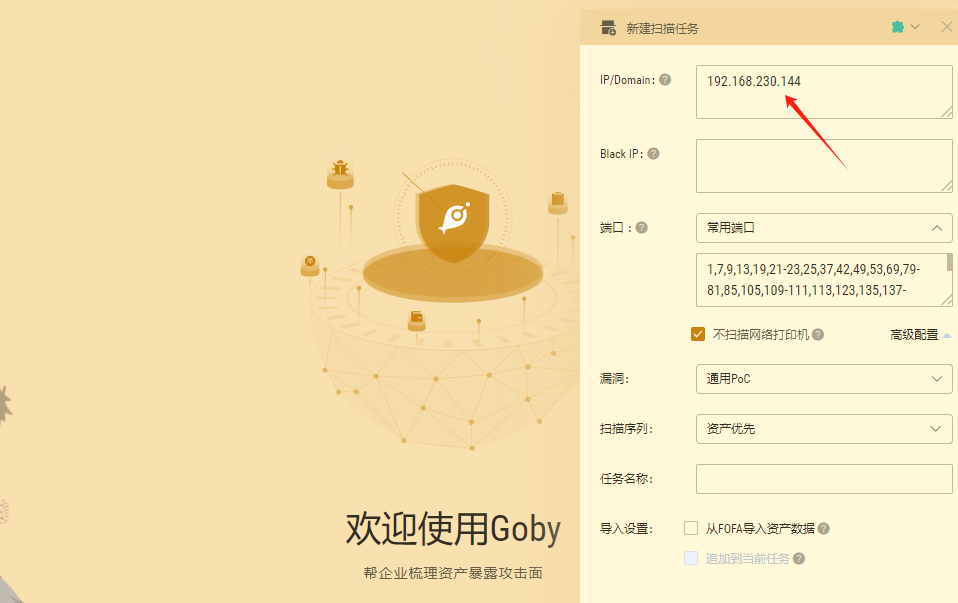 新建扫描任务
IP/Domain:
192.168.230.144
Black IP:
端口:
常用端口
1,7,9,13,19,21-23,25,37,42,49,53,69,79-
81,85,105,109-111,113,123,135,137-
不扫描网络打印机
高级配置
漏洞:
通用PoC
扫描序列:
资产优先
任务名称:
导入设置:
从FOFA导入资产数据
追加到当前任务
欢迎使用Goby
帮企业梳理资产暴露攻击面